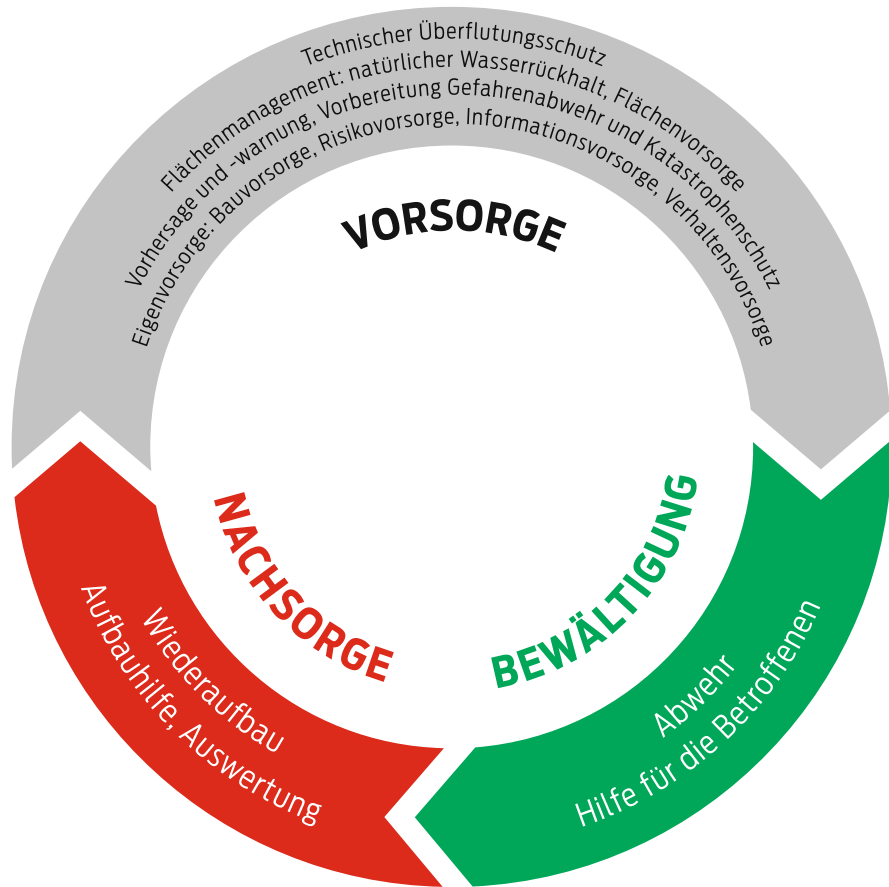 Technischer Überflutungsschutz
Flächenmanagement: natürlicher Wasserrückhalt, Flächenvorsorge
Vorhersage und -warnung, Vorbereitung Gefahrenabwehr und Katastrophenschutz
Eigenvorsorge: Bauvorsorge, Risikovorsorge, Informationsvorsorge, Verhaltensvorsorge
VORSORGE
BEWÄLTIGUNG
Abwehr
Hilfe für die Betroffenen
NACHSORGE
Wiederaufbau
Aufbauhilfe, Auswertung